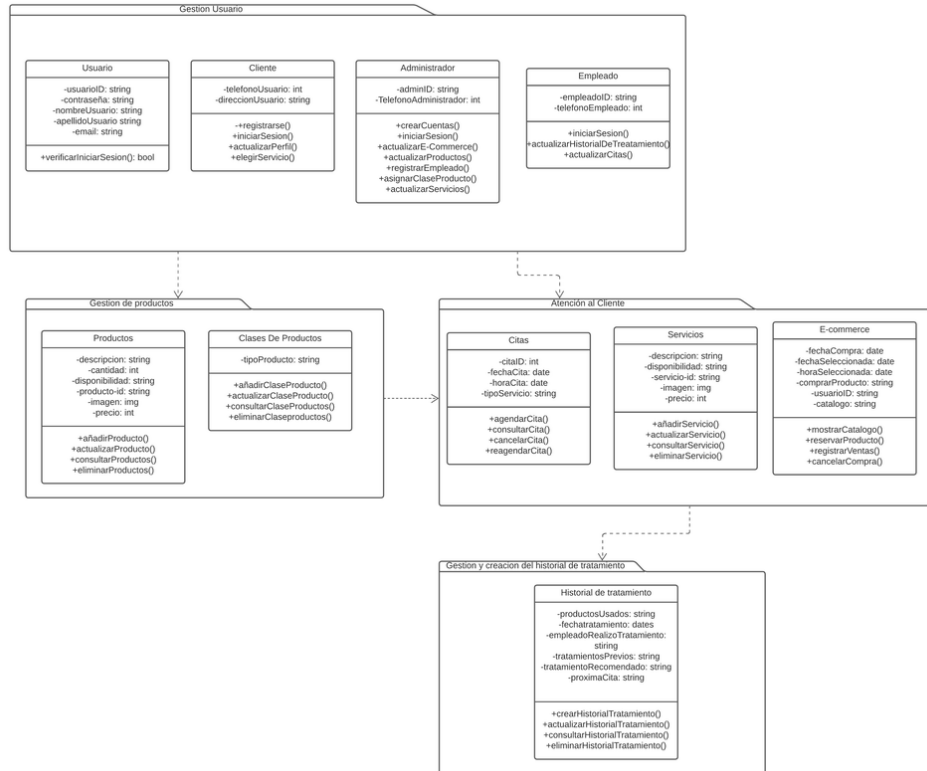 Gestion Usuario
Usuario
-usuarioID: string
-contraseña: string
-nombreUsuario: string
-apellidoUsuario string
-email: string
+verificarIniciarSesion(): bool
Cliente
-telefonoUsuario: int
-direccionUsuario: string
-+registrarse()
+iniciarSesion()
+actualizarPerfil()
+elegirServicio()
Administrador
-adminID: string
-TelefonoAdministrador: int
+crearCuentas()
+iniciarSesion()
+actualizarE-Commerce()
+actualizarProductos()
+registrarEmpleado()
+asignarClaseProducto()
+actualizarServicios()
Empleado
-empleadoID: string
-telefonoEmpleado: int
+iniciarSesion()
+actualizarHistorialDeTreatamiento()
+actualizarCitas()
Gestion de productos
Productos
-descripcion: string
-cantidad: int
-disponibilidad: string
-producto-id: string
-imagen: img
-precio: int
+añadirProducto()
+actualizarProducto()
+consultarProductos()
+eliminarProductos()
Clases De Productos
-tipoProducto: string
+añadirClaseProducto()
+actualizarClaseProducto()
+consultarClaseProductos()
+eliminarClaseproductos()
Atención al Cliente
Citas
-citaID: int
-fechaCita: date
-horaCita: date
-tipoServicio: string
+agendarCita()
+consultarCita()
+cancelarCita()
+reagendarCita()
Servicios
-descripcion: string
-disponibilidad: string
-servicio-id: string
-imagen: img
-precio: int
+añadirServicio()
+actualizarServicio()
+consultarServicio()
+eliminarServicio()
E-commerce
-fechaCompra: date
-fechaSeleccionada: date
-horaSeleccionada: date
-comprarProducto: string
-usuarioID: string
-catalogo: string
+mostrarCatalogo()
+reservarProducto()
+registrarVentas()
+cancelarCompra()
Gestion y creacion del historial de tratamiento
Historial de tratamiento
-productosUsados: string
-fechatratamiento: dates
-empleadoRealizoTratamiento:
stiring
-tratamientosPrevios: string
-tratamientoRecomendado: string
-proximaCita: string
+crearHistorialTratamiento()
+actualizarHistorialTratamiento()
+consultarHistorialTratamiento()
+eliminarHistorialTratamiento()